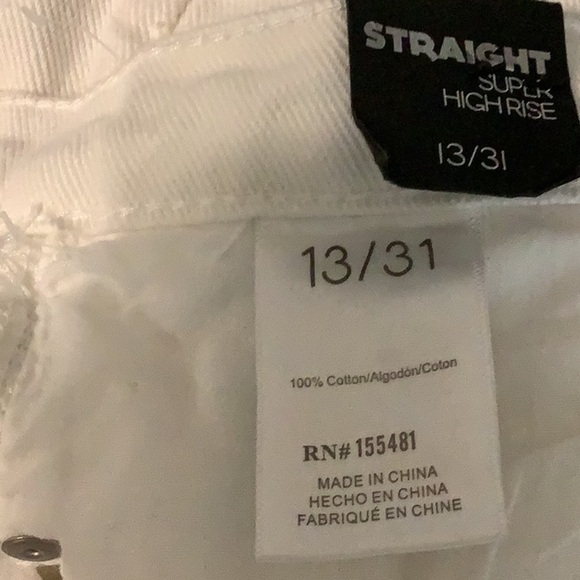 STRAIGHT
SUPER
HIGH RISE
13/31
13/31
100% Cotton/Algodón/Coton
RN# 155481
MADE IN CHINA
HECHO EN CHINA
FABRIQUÉ EN CHINE